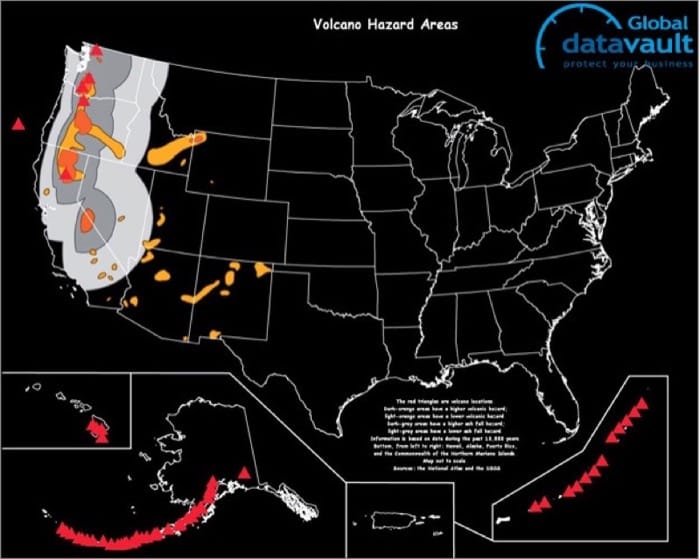 Volcano Hazard Areas
Global
datavault
protect your business
The red triangles are volcano locations
Dark-orange areas have a higher volcanic hazard;
light-orange areas have a lower volcanic hazard
Dark-grey areas have a higher ash fall hazard;
light-grey areas have a lower ash fall hazard
Information is based on data during the past 10,000 years
Bottom, from left to right: Hawaii, Alaska, Puerto Rico,
and the Commonwealth of the Northern Mariana Islands
Map not to scale
Sources: the National Atlas and the USGS